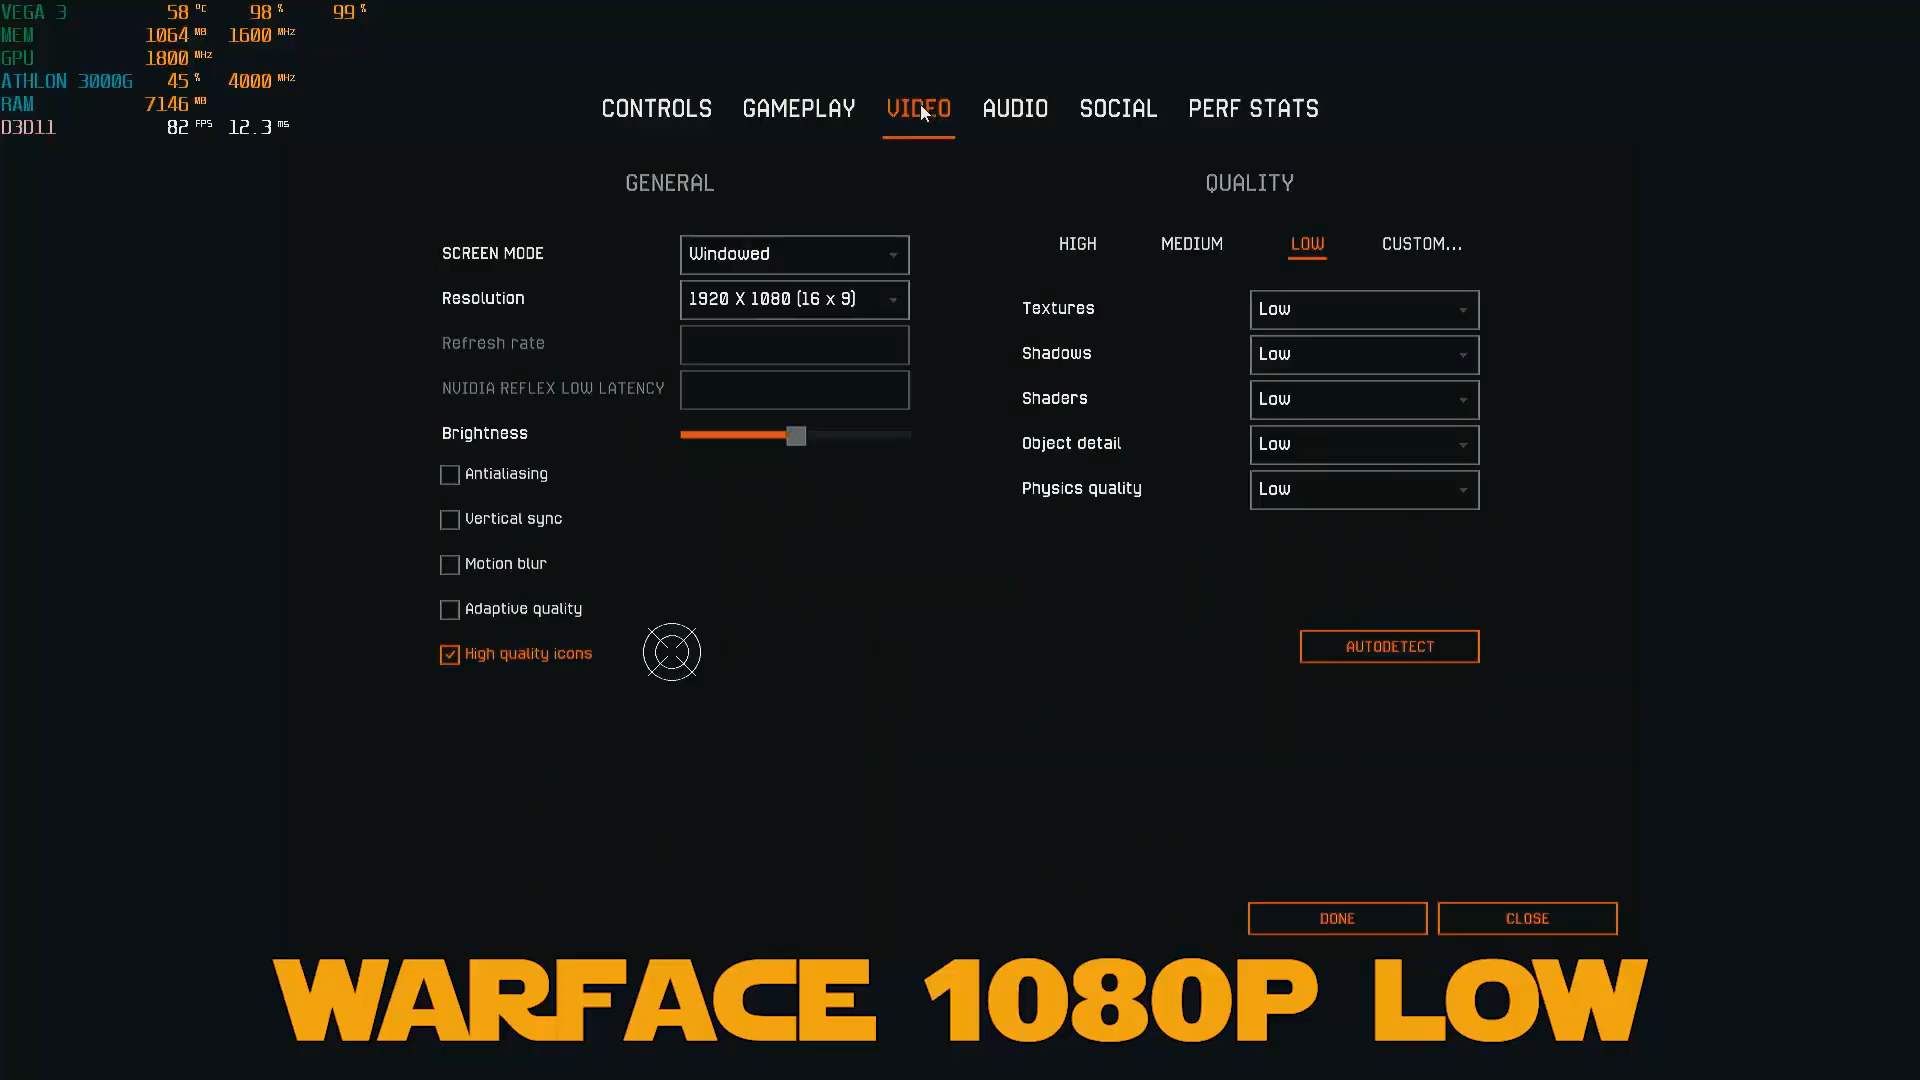 VEGA 3 58 °C 98 % 99 %
MEM 1064 MB 1600 MHz
GPU 1800 MHz
ATHLON 3000G 45 % 4000 MHz
RAM 7146 MB
D3D11 82 FPS 12.3 ms
CONTROLS GAMEPLAY VIDEO AUDIO SOCIAL PERF STATS
GENERAL
SCREEN MODE Windowed
Resolution 1920 X 1080 (16 x 9)
Refresh rate
NVIDIA REFLEX LOW LATENCY
Brightness
Antialiasing
Vertical sync
Motion blur
Adaptive quality
High quality icons
QUALITY
HIGH MEDIUM LOW CUSTOM...
Textures Low
Shadows Low
Shaders Low
Object detail Low
Physics quality Low
AUTODETECT
DONE CLOSE
WARFACE 1080P LOW